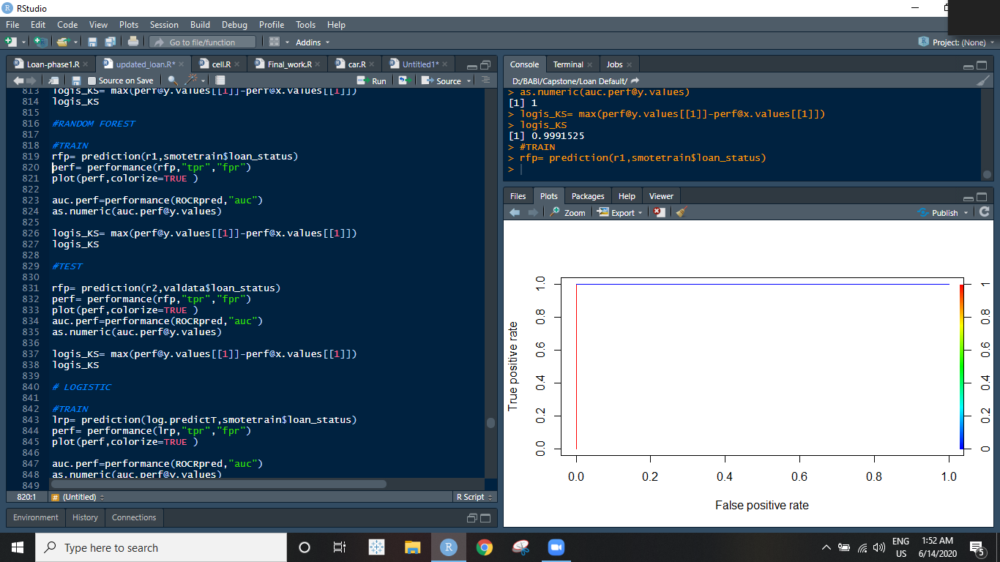 RStudio
File Edit Code View Plots Session Build Debug Profile Tools Help
Go to file/function Addins Project: (None)
Loan-phase1.R updated_loan.R* cell.R Final_work.R car.R Untitled1*
Source on Save Run Source
813 logis_KS= max(perf@y.values[[1]]-perf@x.values[[1]])
814 logis_KS
815
816 #RANDOM FOREST
817
818 #TRAIN
819 rfp= prediction(r1,smotetrain$loan_status)
820 perf= performance(rfp,"tpr","fpr")
821 plot(perf,colorize=TRUE )
822
823 auc.perf=performance(ROCRpred,"auc")
824 as.numeric(auc.perf@y.values)
825
826 logis_KS= max(perf@y.values[[1]]-perf@x.values[[1]])
827 logis_KS
828
829 #TEST
830
831 rfp= prediction(r2,valdata$loan_status)
832 perf= performance(rfp,"tpr","fpr")
833 plot(perf,colorize=TRUE )
834 auc.perf=performance(ROCRpred,"auc")
835 as.numeric(auc.perf@y.values)
836
837 logis_KS= max(perf@y.values[[1]]-perf@x.values[[1]])
838 logis_KS
839
840 # LOGISTIC
841
842 #TRAIN
843 lrp= prediction(log.predictT,smotetrain$loan_status)
844 perf= performance(lrp,"tpr","fpr")
845 plot(perf,colorize=TRUE )
846
847 auc.perf=performance(ROCRpred,"auc")
848 as.numeric(auc.perf@y.values)
849
820:1 # (Untitled) R Script
Environment History Connections
Console Terminal Jobs
D:/BABI/Capstone/Loan Default/
> as.numeric(auc.perf@y.values)
[1] 1
> logis_KS= max(perf@y.values[[1]]-perf@x.values[[1]])
> logis_KS
[1] 0.9991525
> #TRAIN
> rfp= prediction(r1,smotetrain$loan_status)
>
Files Plots Packages Help Viewer
Zoom Export Publish
True positive rate
0.0 0.2 0.4 0.6 0.8 1.0
0 0.2 0.4 0.6 0.8 1
0.0 0.2 0.4 0.6 0.8 1.0
False positive rate
Type here to search
R
ENG
US
1:52 AM
6/14/2020
5